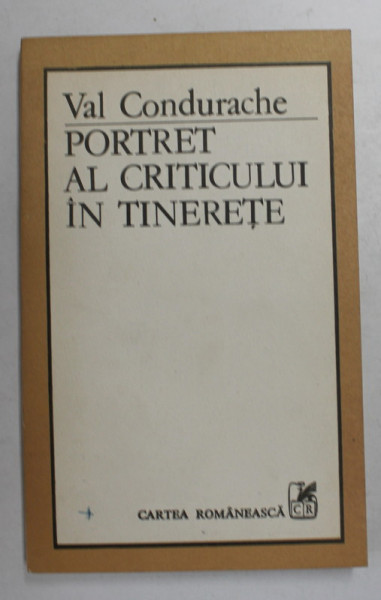 Val Condurache
PORTRET
AL CRITICULUI
ÎN TINEREȚE
CARTEA ROMÂNEASCĂ
CR